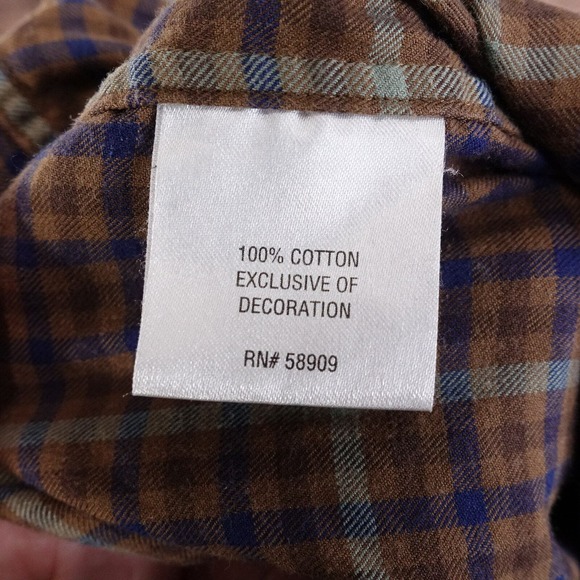 100% COTTON
EXCLUSIVE OF
DECORATION
RN# 58909